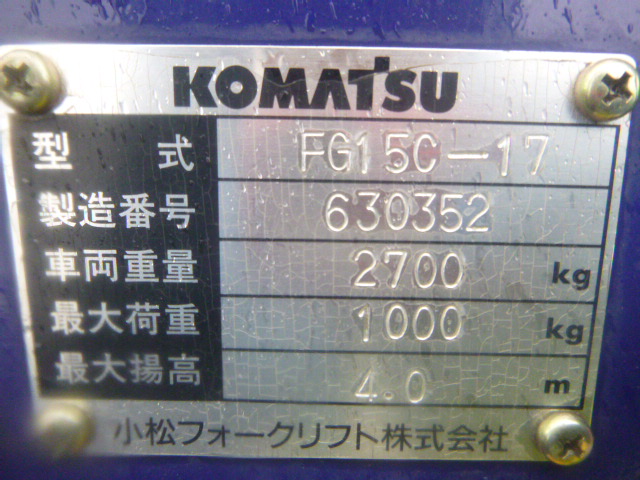 KOMATSU
型式 FG15C-17
製造番号 630352
車両重量 2700 kg
最大荷重 1000 kg
最大揚高 4.0 m
小松フォークリフト株式会社